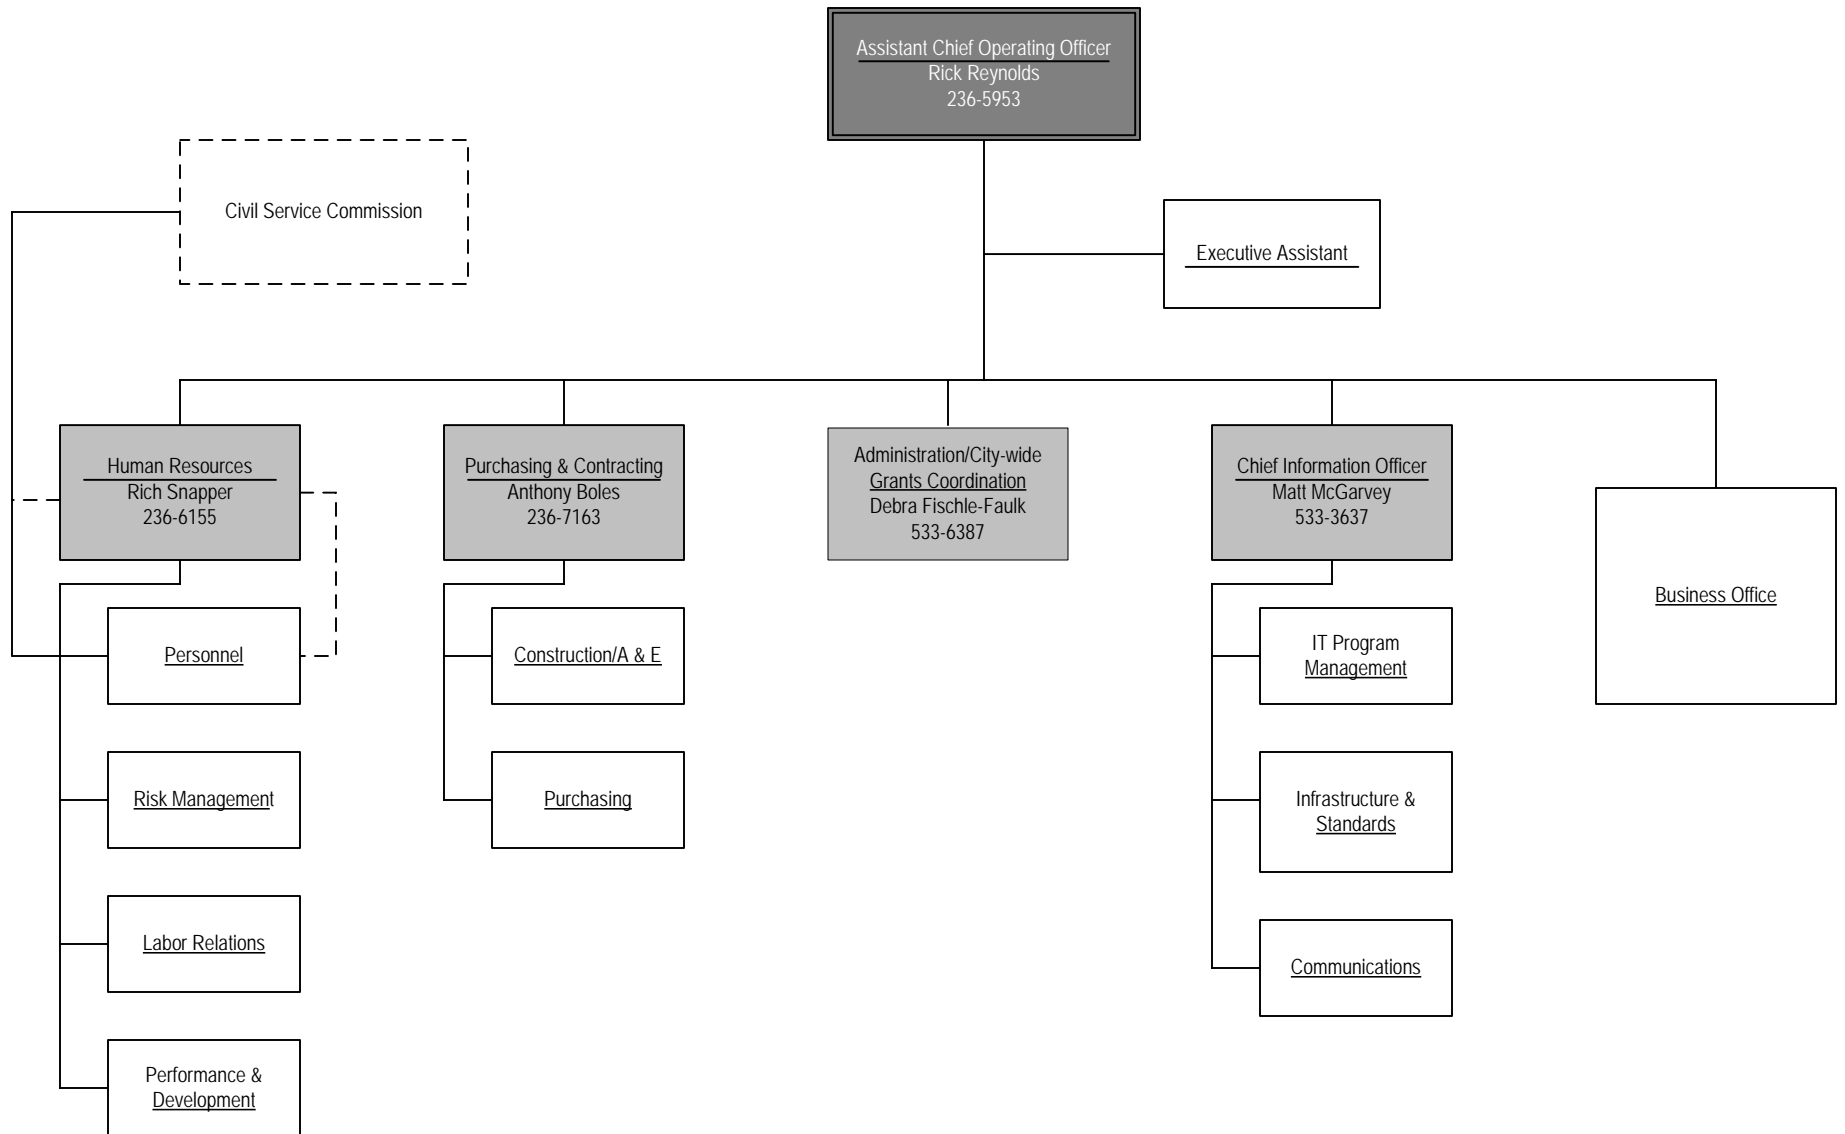 Assistant Chief Operating Officer
Rick Reynolds
236-5953
Civil Service Commission
Executive Assistant
Human Resources
Rich Snapper
236-6155
Purchasing & Contracting
Anthony Boles
236-7163
Administration/City-wide
Grants Coordination
Debra Fischle-Faulk
533-6387
Chief Information Officer
Matt McGarvey
533-3637
Business Office
Personnel
Construction/A & E
IT Program
Management
Risk Management
Purchasing
Infrastructure &
Standards
Labor Relations
Communications
Performance &
Development